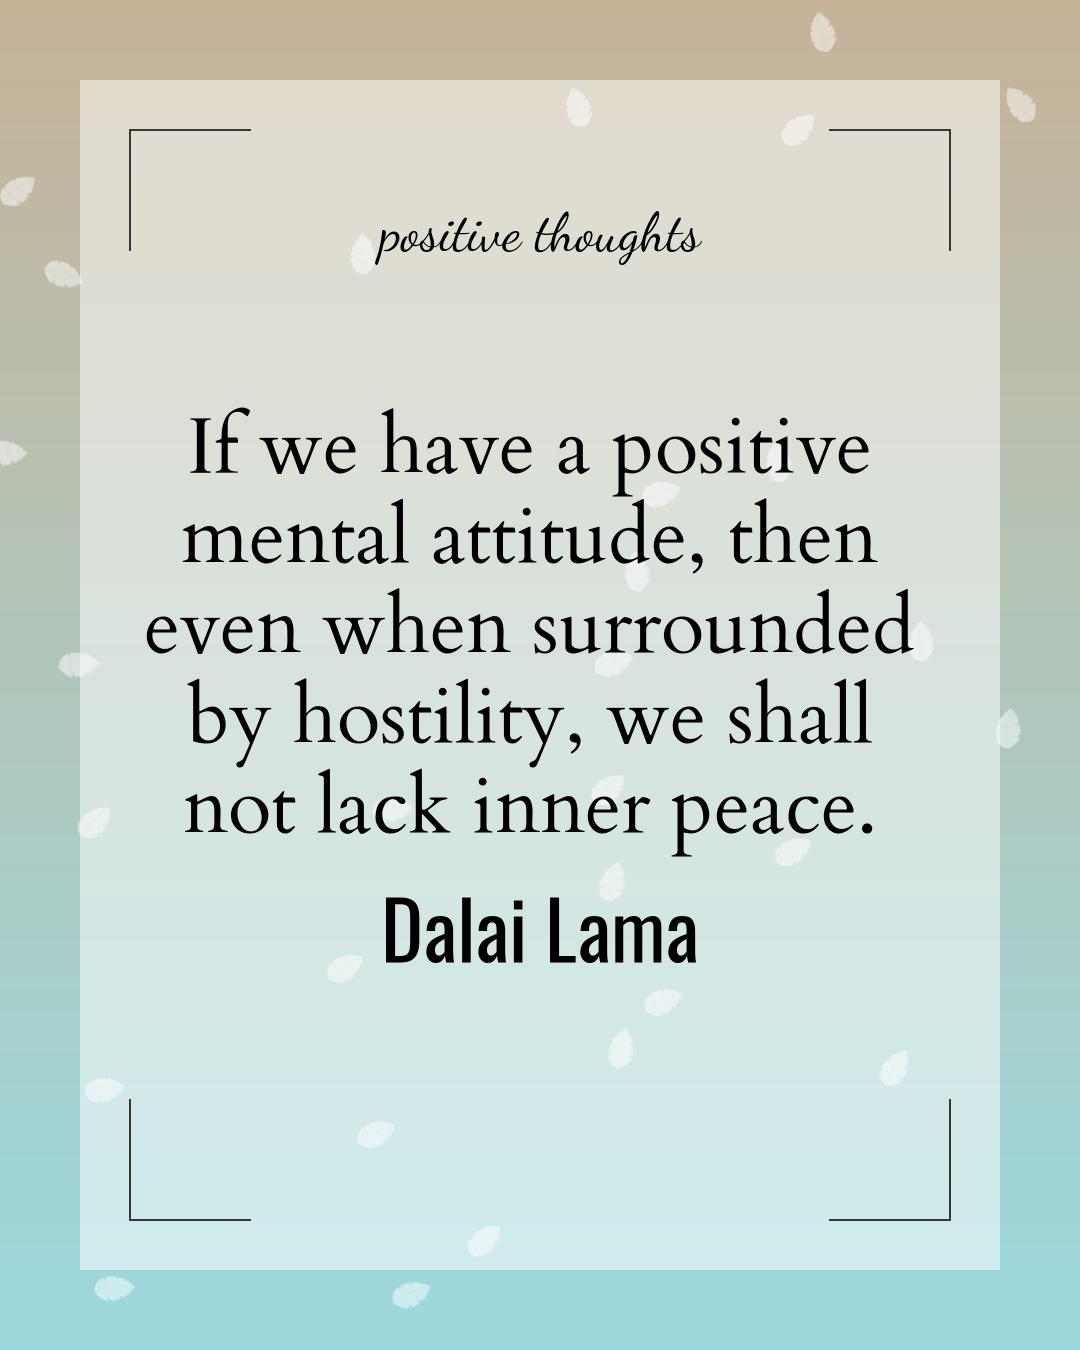 positive thoughts
If we have a positive
mental attitude, then
even when surrounded
by hostility, we shall
not lack inner peace.
Dalai Lama